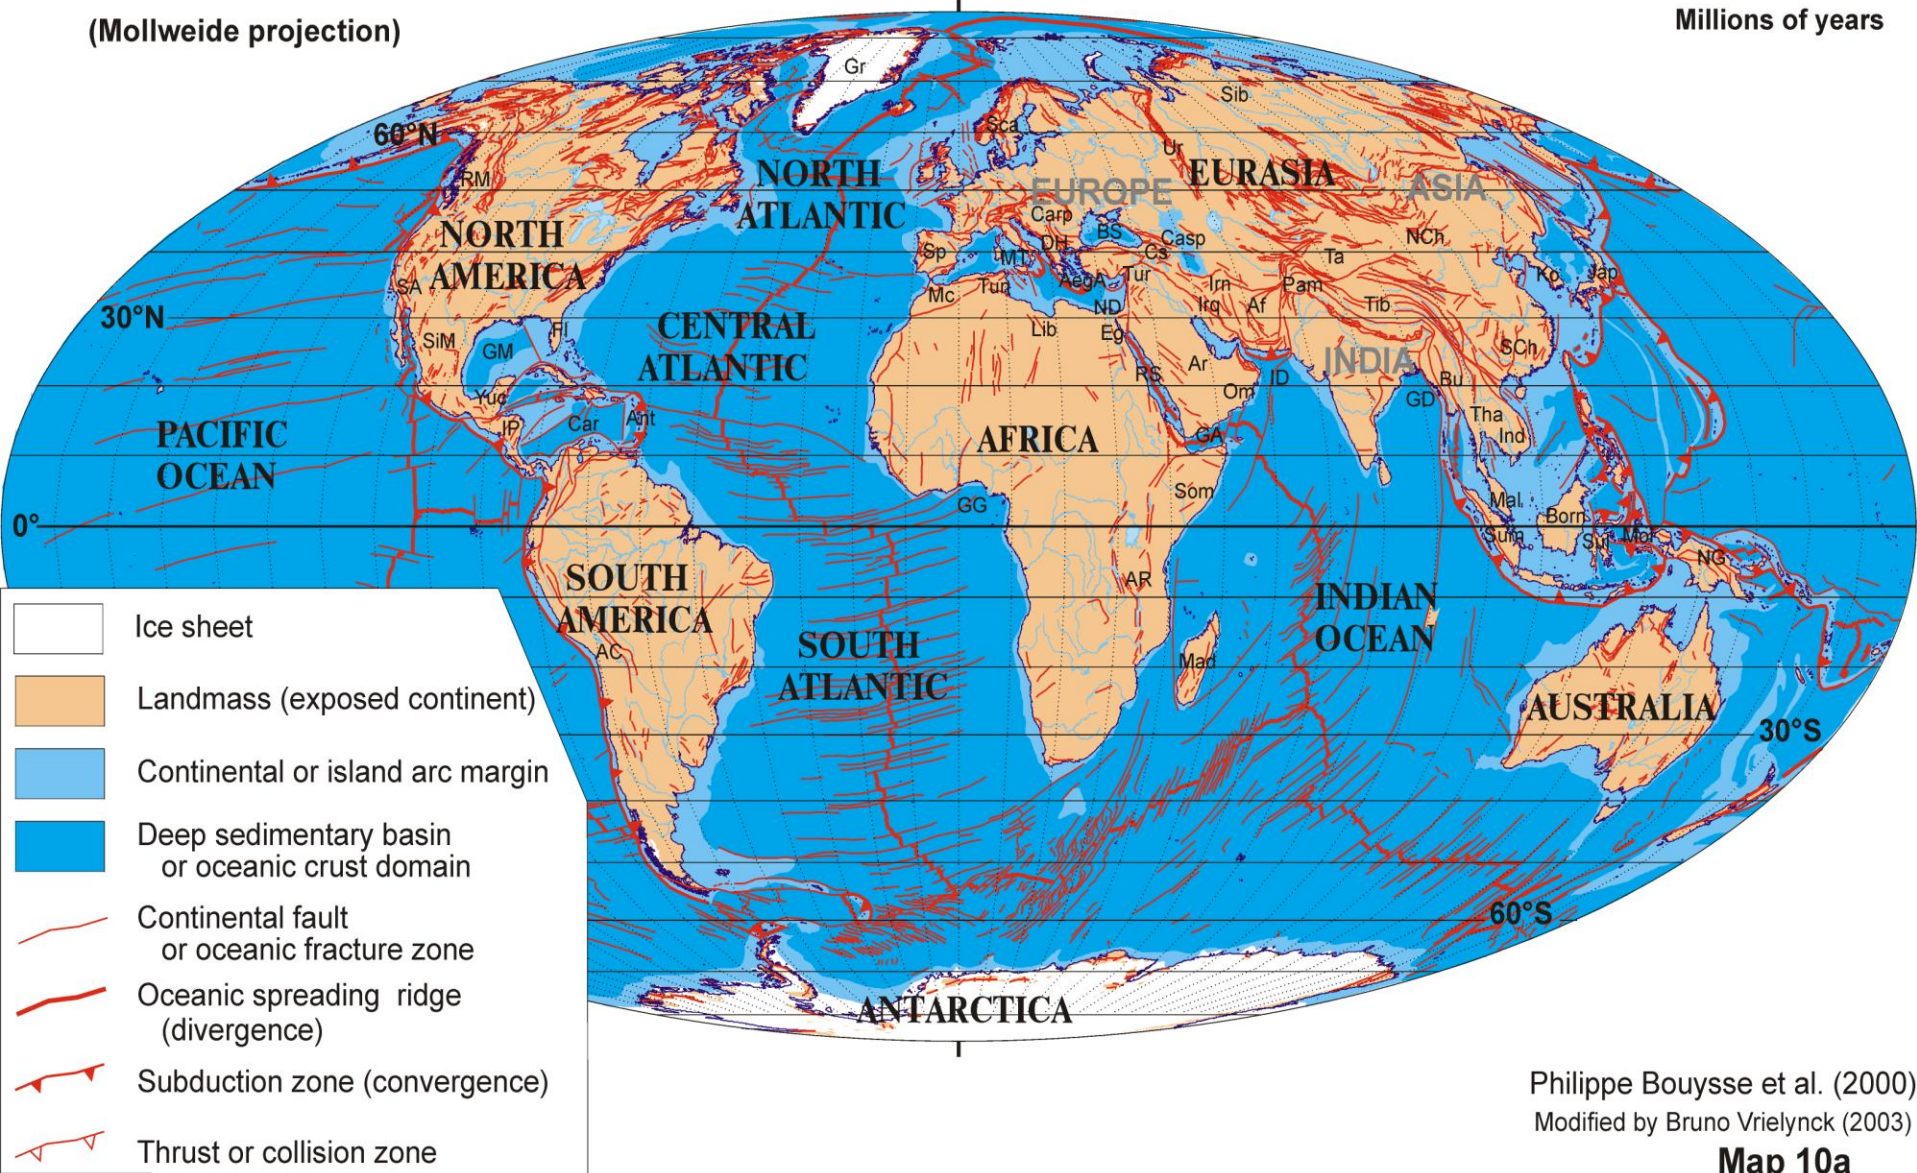 (Mollweide projection)
Millions of years
Gr
Sib
60°N
Sca
Ur
NORTH
ATLANTIC
EURASIA
EUROPE
ASIA
RM
Carp
BS
NORTH
AMERICA
DH
Casp
NCh
Sp
MT
Cs
Ta
SA
AegA
Tur
Ko
Jap
Mc
Tun
Irn
Pam
30°N
ND
Irq
Af
Tib
CENTRAL
ATLANTIC
Fl
Lib
Eg
SiM
GM
SCh
INDIA
Ar
RS
ID
Bu
Yuc
Om
GD
Car
Ant
Tha
IP
Ind
PACIFIC
OCEAN
AFRICA
GA
Som
Mal
GG
Born
0°
Sum
Sul
Mol
NG
SOUTH
AMERICA
AR
INDIAN
OCEAN
AC
SOUTH
ATLANTIC
Mad
AUSTRALIA
30°S
60°S
ANTARCTICA
Ice sheet
Landmass (exposed continent)
Continental or island arc margin
Deep sedimentary basin
or oceanic crust domain
Continental fault
or oceanic fracture zone
Oceanic spreading ridge
(divergence)
Subduction zone (convergence)
Thrust or collision zone
Philippe Bouysse et al. (2000)
Modified by Bruno Vrielynck (2003)
Map 10a